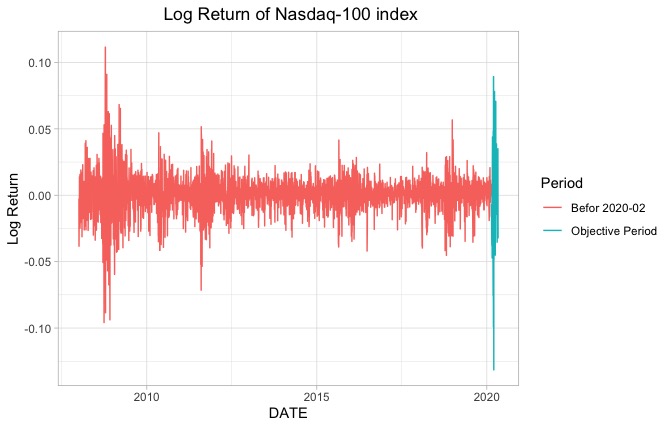 Log Return of Nasdaq-100 index
0.10
0.05
0.00
-0.05
-0.10
Log Return
2010
2015
2020
DATE
Period
Befor 2020-02
Objective Period